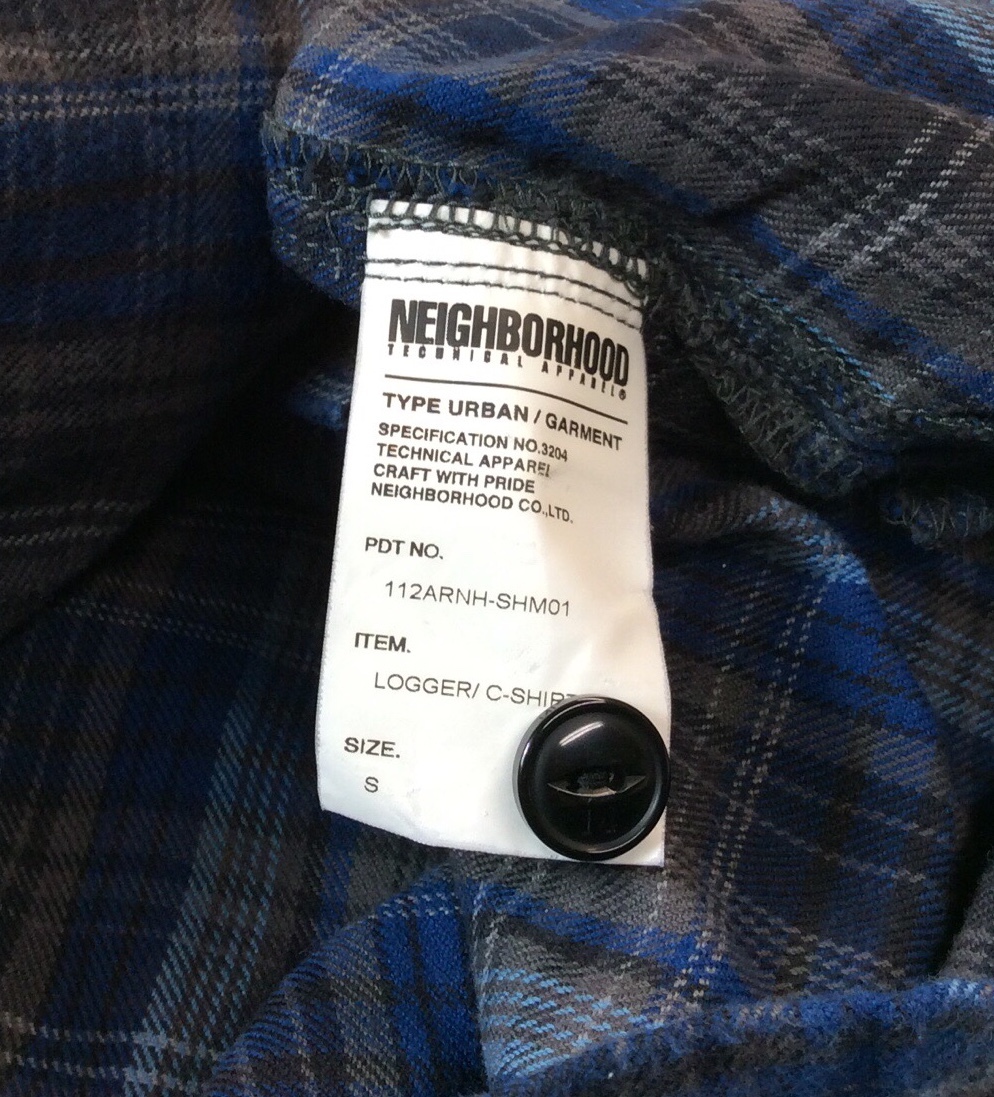 NEIGHBORHOOD
TECHNICAL APPAREL®
TYPE URBAN / GARMENT
SPECIFICATION NO.3204
TECHNICAL APPAREL
CRAFT WITH PRIDE
NEIGHBORHOOD CO.,LTD.
PDT NO.
112ARNH-SHM01
ITEM.
LOGGER/ C-SHIRT
SIZE.
S